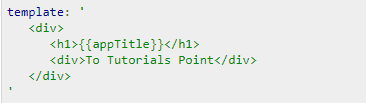 template: '
<div>
<h1>{{appTitle}}</h1>
<div>To Tutorials Point</div>
</div>
'